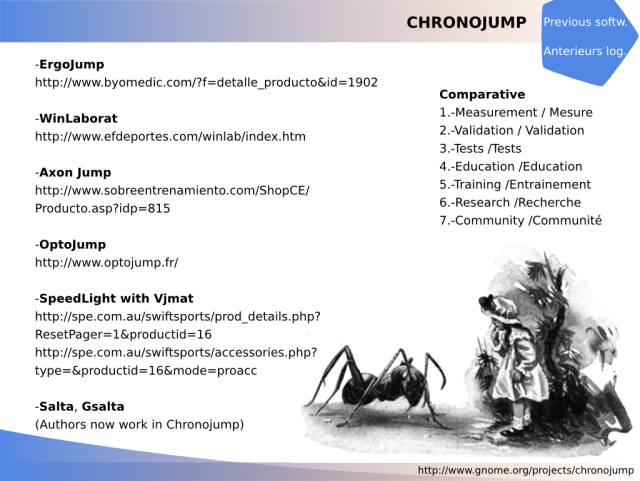 CHRONOJUMP
Previous softw.
Anterieurs log.
-ErgoJump
http://www.byomedic.com/?f=detalle_producto&id=1902
-WinLaborat
http://www.efdeportes.com/winlab/index.htm
-Axon Jump
http://www.sobreentrenamiento.com/ShopCE/
Producto.asp?idp=815
-OptoJump
http://www.optojump.fr/
-SpeedLight with Vjmat
http://spe.com.au/swiftsports/prod_details.php?
ResetPager=1&productid=16
http://spe.com.au/swiftsports/accessories.php?
type=&productid=16&mode=proacc
-Salta, Gsalta
(Authors now work in Chronojump)
Comparative
1.-Measurement / Mesure
2.-Validation / Validation
3.-Tests /Tests
4.-Education /Education
5.-Training /Entrainement
6.-Research /Recherche
7.-Community /Communité
http://www.gnome.org/projects/chronojump